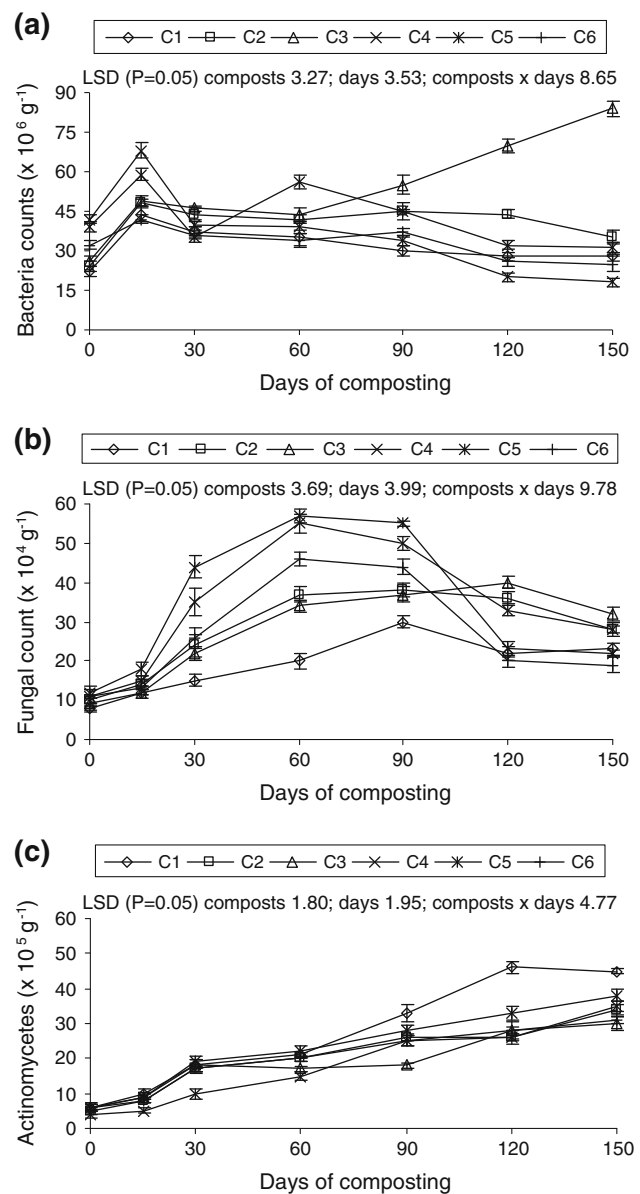 (a)
C1 C2 C3 C4 C5 C6
LSD (P=0.05) composts 3.27; days 3.53; composts x days 8.65
Bacteria counts (x 10⁶ g⁻¹)
90
75
60
45
30
15
0
0 30 60 90 120 150
Days of composting
(b)
C1 C2 C3 C4 C5 C6
LSD (P=0.05) composts 3.69; days 3.99; composts x days 9.78
Fungal count (x 10⁴ g⁻¹)
60
50
40
30
20
10
0
0 30 60 90 120 150
Days of composting
(c)
C1 C2 C3 C4 C5 C6
LSD (P=0.05) composts 1.80; days 1.95; composts x days 4.77
Actinomycetes (x 10⁵ g⁻¹)
60
50
40
30
20
10
0
0 30 60 90 120 150
Days of composting